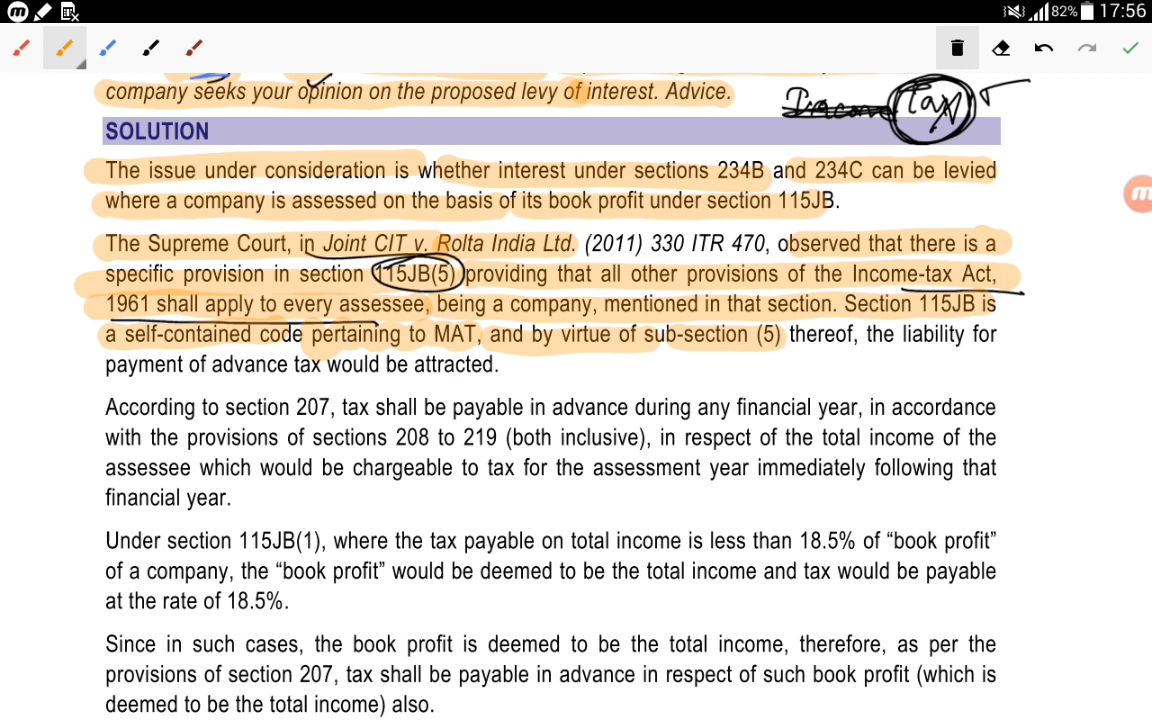 82% 17:56
company seeks your opinion on the proposed levy of interest. Advice.
Income tax
SOLUTION
The issue under consideration is whether interest under sections 234B and 234C can be levied
where a company is assessed on the basis of its book profit under section 115JB.
The Supreme Court, in Joint CIT v. Rolta India Ltd. (2011) 330 ITR 470, observed that there is a
specific provision in section 115JB(5) providing that all other provisions of the Income-tax Act,
1961 shall apply to every assessee, being a company, mentioned in that section. Section 115JB is
a self-contained code pertaining to MAT, and by virtue of sub-section (5) thereof, the liability for
payment of advance tax would be attracted.
According to section 207, tax shall be payable in advance during any financial year, in accordance
with the provisions of sections 208 to 219 (both inclusive), in respect of the total income of the
assessee which would be chargeable to tax for the assessment year immediately following that
financial year.
Under section 115JB(1), where the tax payable on total income is less than 18.5% of “book profit”
of a company, the “book profit” would be deemed to be the total income and tax would be payable
at the rate of 18.5%.
Since in such cases, the book profit is deemed to be the total income, therefore, as per the
provisions of section 207, tax shall be payable in advance in respect of such book profit (which is
deemed to be the total income) also.